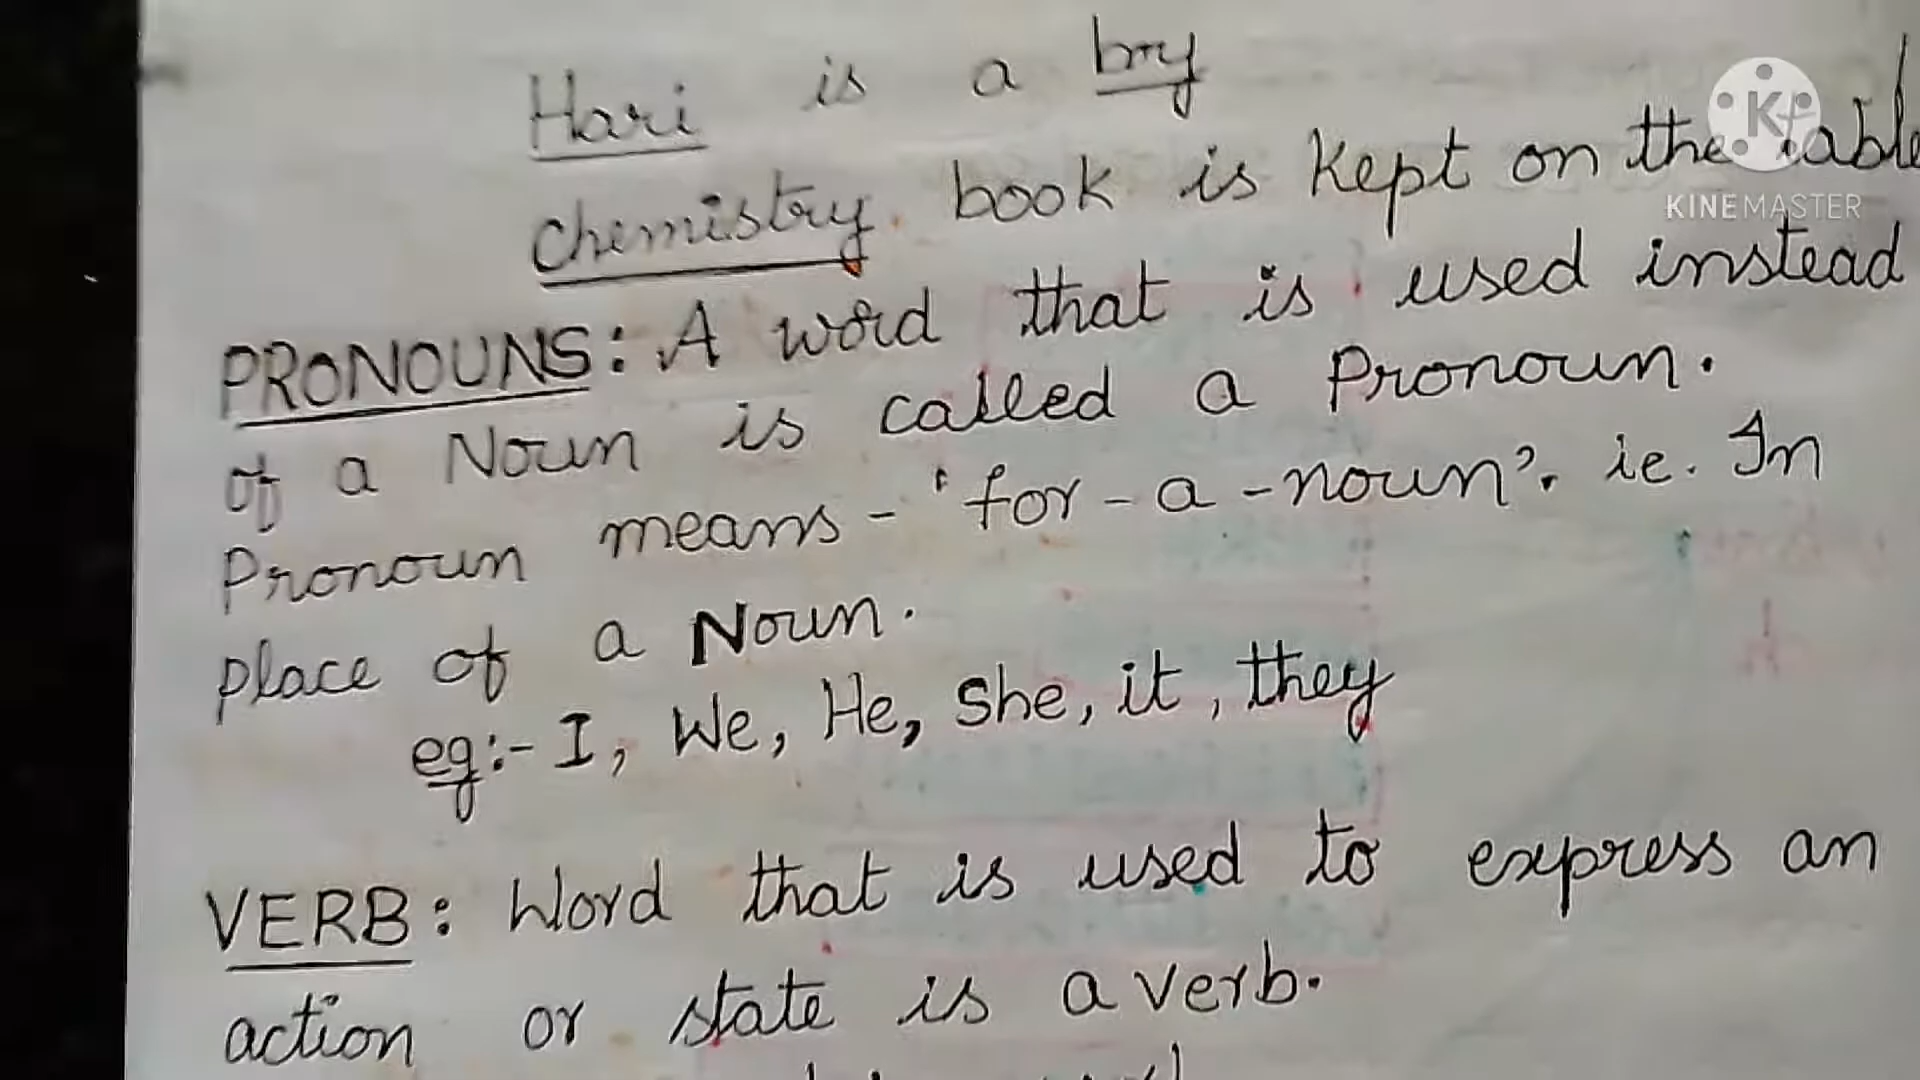 Hari is a boy
Chemistry book is kept on the table
PRONOUNS: A word that is used instead
of a Noun is called a Pronoun.
Pronoun means - 'for-a-noun'. ie. In
place of a Noun.
eg:- I, We, He, She, it, they
VERB: Word that is used to express an
action or state is a verb.
KINEMASTER